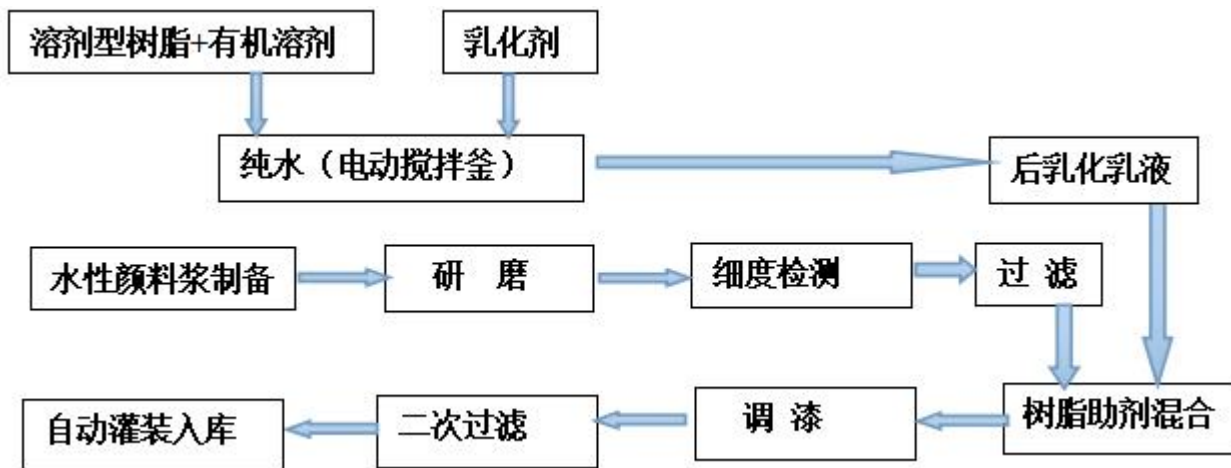 溶剂型树脂+有机溶剂
乳化剂
纯水（电动搅拌釜）
后乳化乳液
水性颜料浆制备
研 磨
细度检测
过 滤
树脂助剂混合
调 漆
二次过滤
自动灌装入库